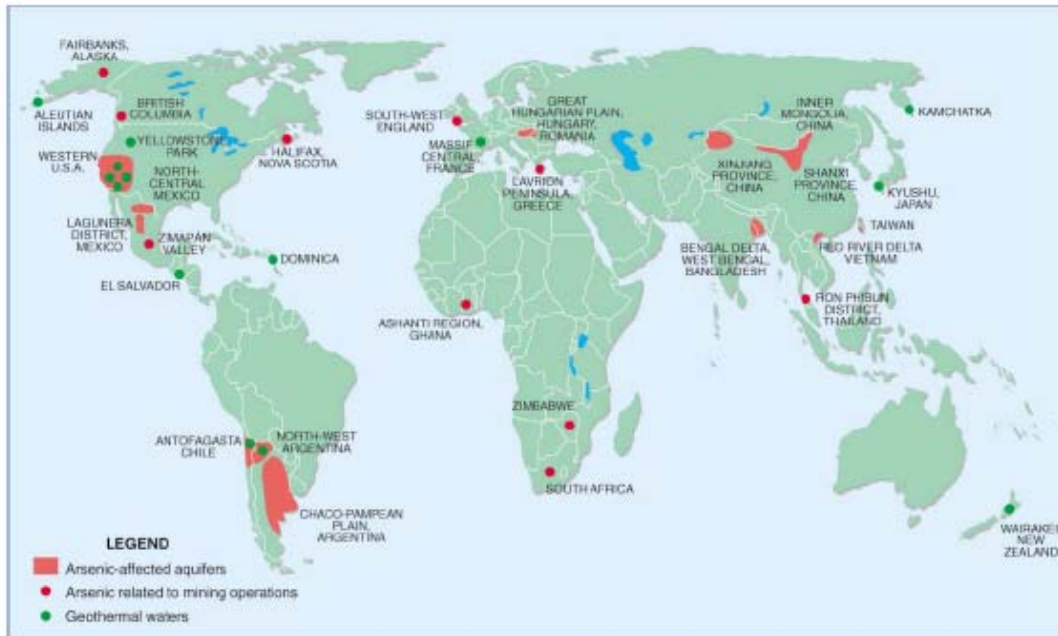 FAIRBANKS,
ALASKA
ALEUTIAN
ISLANDS
BRITISH
COLUMBIA
YELLOWSTONE
PARK
WESTERN
U.S.A.
NORTH-
CENTRAL
MEXICO
HALIFAX,
NOVA SCOTIA
LAGUNERA
DISTRICT,
MEXICO
ZIMAPAN
VALLEY
EL SALVADOR
DOMINICA
SOUTH-WEST
ENGLAND
GREAT
HUNGARIAN PLAIN,
HUNGARY,
ROMANIA
MASSIF
CENTRAL,
FRANCE
LAVRION
PENINSULA,
GREECE
INNER
MONGOLIA,
CHINA
KAMCHATKA
XINJIANG
PROVINCE,
CHINA
SHANXI
PROVINCE,
CHINA
KYUSHU,
JAPAN
TAIWAN
BENGAL DELTA,
WEST BENGAL,
BANGLADESH
RED RIVER DELTA
VIETNAM
RON PHIBUN
DISTRICT,
THAILAND
ASHANTI REGION,
GHANA
ZIMBABWE
SOUTH AFRICA
ANTOFAGASTA
CHILE
NORTH-WEST
ARGENTINA
CHACO-PAMPEAN
PLAIN,
ARGENTINA
WAIRAKEI
NEW
ZEALAND
LEGEND
Arsenic-affected aquifers
Arsenic related to mining operations
Geothermal waters